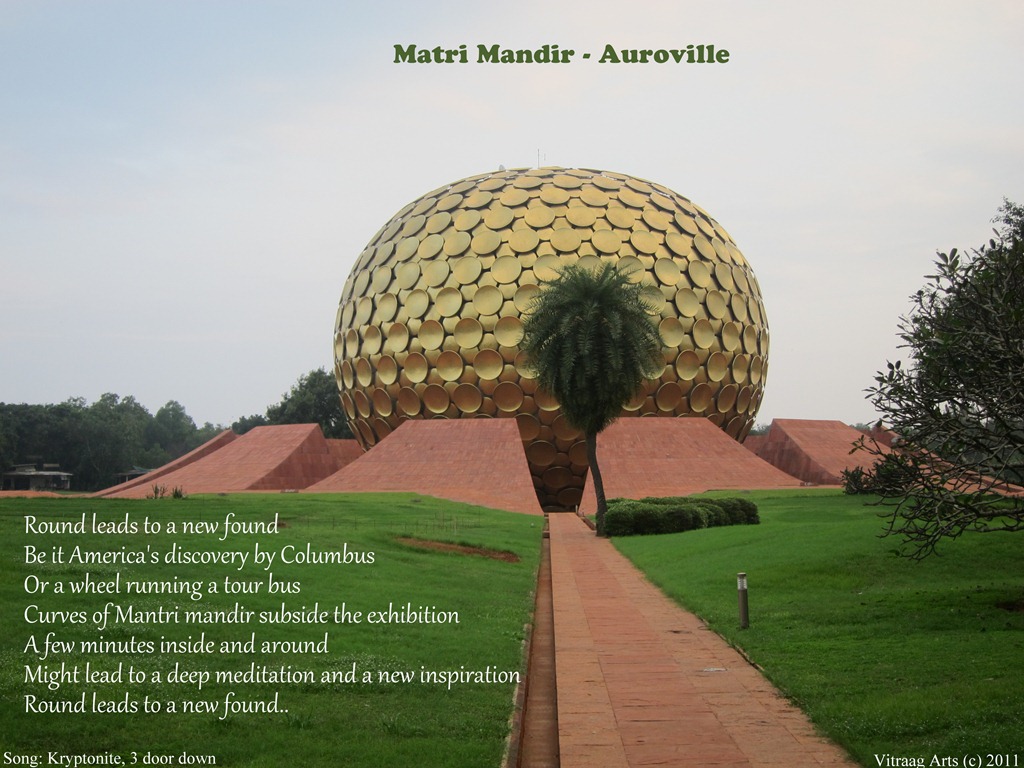 Matri Mandir - Auroville
Round leads to a new found
Be it America's discovery by Columbus
Or a wheel running a tour bus
Curves of Mantri mandir subside the exhibition
A few minutes inside and around
Might lead to a deep meditation and a new inspiration
Round leads to a new found..
Song: Kryptonite, 3 door down
Vitraag Arts (c) 2011